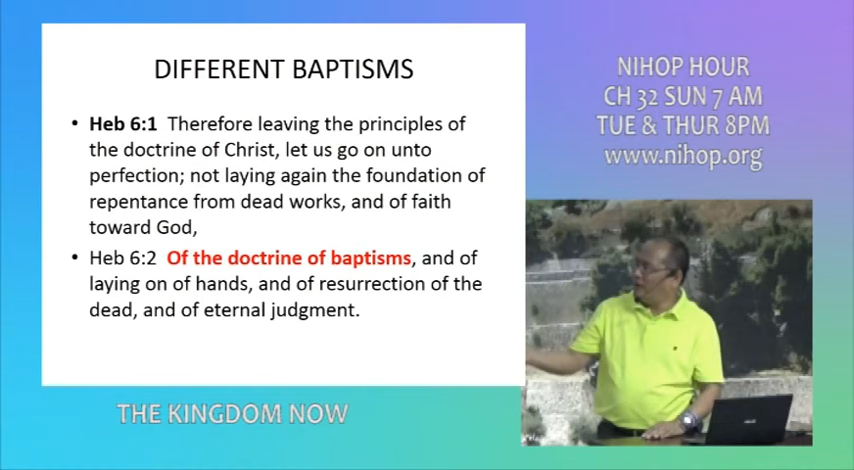 DIFFERENT BAPTISMS
• Heb 6:1 Therefore leaving the principles of
the doctrine of Christ, let us go on unto
perfection; not laying again the foundation of
repentance from dead works, and of faith
toward God,
• Heb 6:2 Of the doctrine of baptisms, and of
laying on of hands, and of resurrection of the
dead, and of eternal judgment.
NIHOP HOUR
CH 32 SUN 7 AM
TUE & THUR 8PM
www.nihop.org
THE KINGDOM NOW